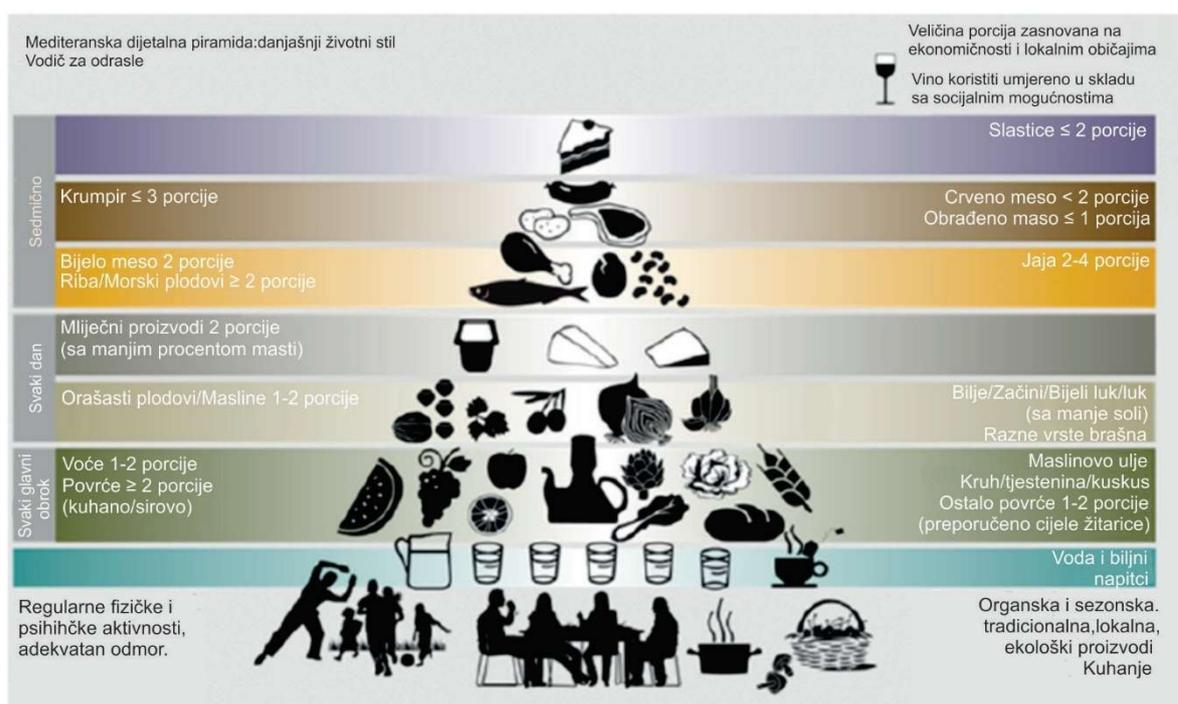 Mediteranska dijetalna piramida:danjašnji životni stil
Vodič za odrasle
Veličina porcija zasnovana na
ekonomičnosti i lokalnim običajima
Vino koristiti umjereno u skladu
sa socijalnim mogućnostima
Sedmično
Slastice ≤ 2 porcije
Krumpir ≤ 3 porcije
Crveno meso < 2 porcije
Obrađeno maso ≤ 1 porcija
Bijelo meso 2 porcije
Riba/Morski plodovi ≥ 2 porcije
Jaja 2-4 porcije
Svaki dan
Mliječni proizvodi 2 porcije
(sa manjim procentom masti)
Orašasti plodovi/Masline 1-2 porcije
Bilje/Začini/Bijeli luk/luk
(sa manje soli)
Razne vrste brašna
Svaki glavni
obrok
Voće 1-2 porcije
Povrće ≥ 2 porcije
(kuhano/sirovo)
Maslinovo ulje
Kruh/tjestenina/kuskus
Ostalo povrće 1-2 porcije
(preporučeno cijele žitarice)
Voda i biljni
napitci
Regularne fizičke i
psihihčke aktivnosti,
adekvatan odmor.
Organska i sezonska.
tradicionalna,lokalna,
ekološki proizvodi
Kuhanje